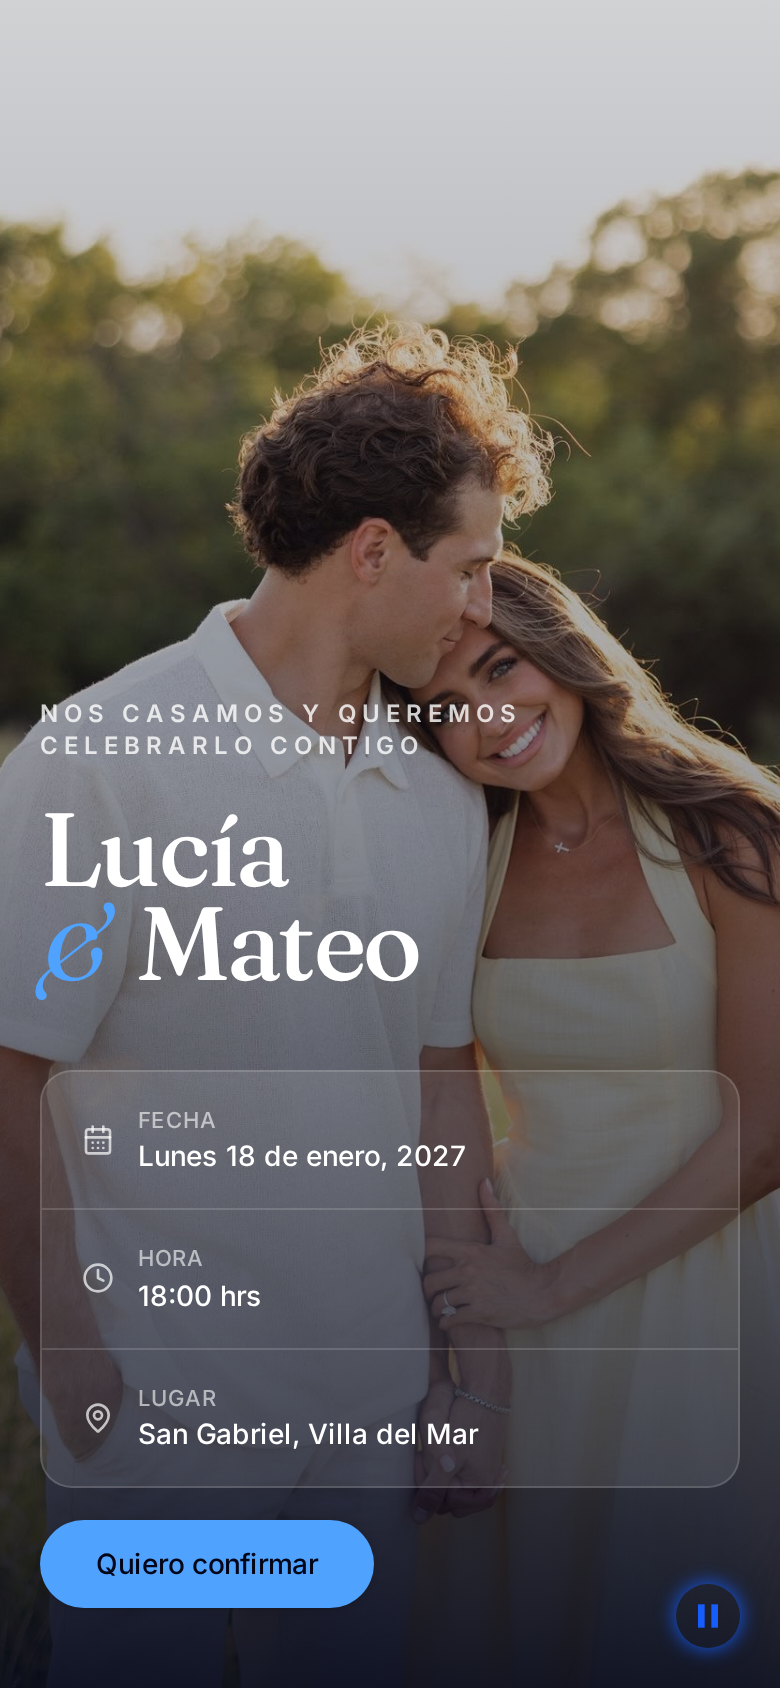 NOS CASAMOS Y QUEREMOS
CELEBRARLO CONTIGO
Lucía
& Mateo
FECHA
Lunes 18 de enero, 2027
HORA
18:00 hrs
LUGAR
San Gabriel, Villa del Mar
Quiero confirmar